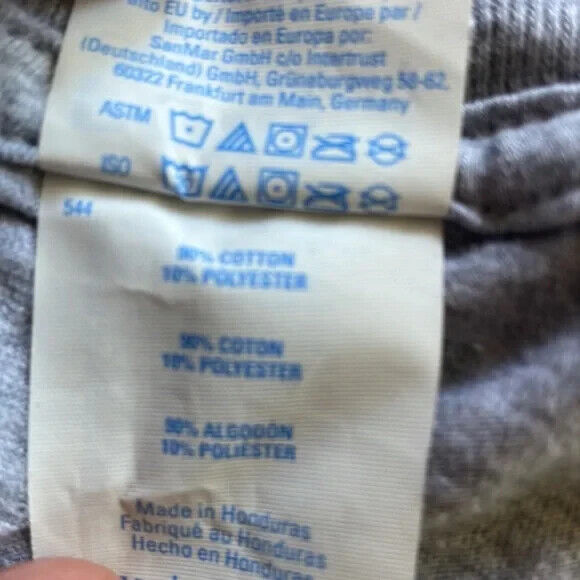 into EU by / Importé en Europe par /
Importado en Europa por:
SanMar GmbH c/o Intertrust
(Deutschland) GmbH, Grüneburgweg 58-62.
60322 Frankfurt am Main, Germany
ASTM
ISO
544
90% COTTON
10% POLYESTER
90% COTON
10% POLYESTER
90% ALGODÓN
10% POLIÉSTER
Made in Honduras
Fabriqué au Honduras
Hecho en Honduras